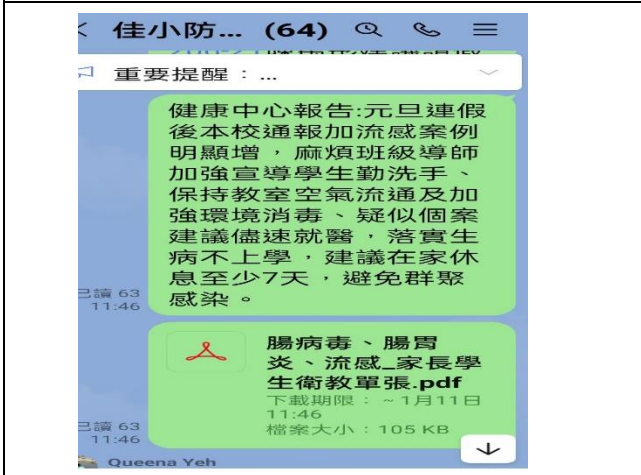 佳小防... (64)
重要提醒：...
健康中心報告:元旦連假
後本校通報加流感案例
明顯增，麻煩班級導師
加強宣導學生勤洗手、
保持教室空氣流通及加
強環境消毒、疑似個案
建議儘速就醫，落實生
病不上學，建議在家休
息至少7天，避免群聚
感染。
已讀 63
11:46
腸病毒、腸胃
炎、流感_家長學
生衛教單張.pdf
下載期限：~1月11日
11:46
檔案大小：105 KB
已讀 63
11:46
Queena Yeh